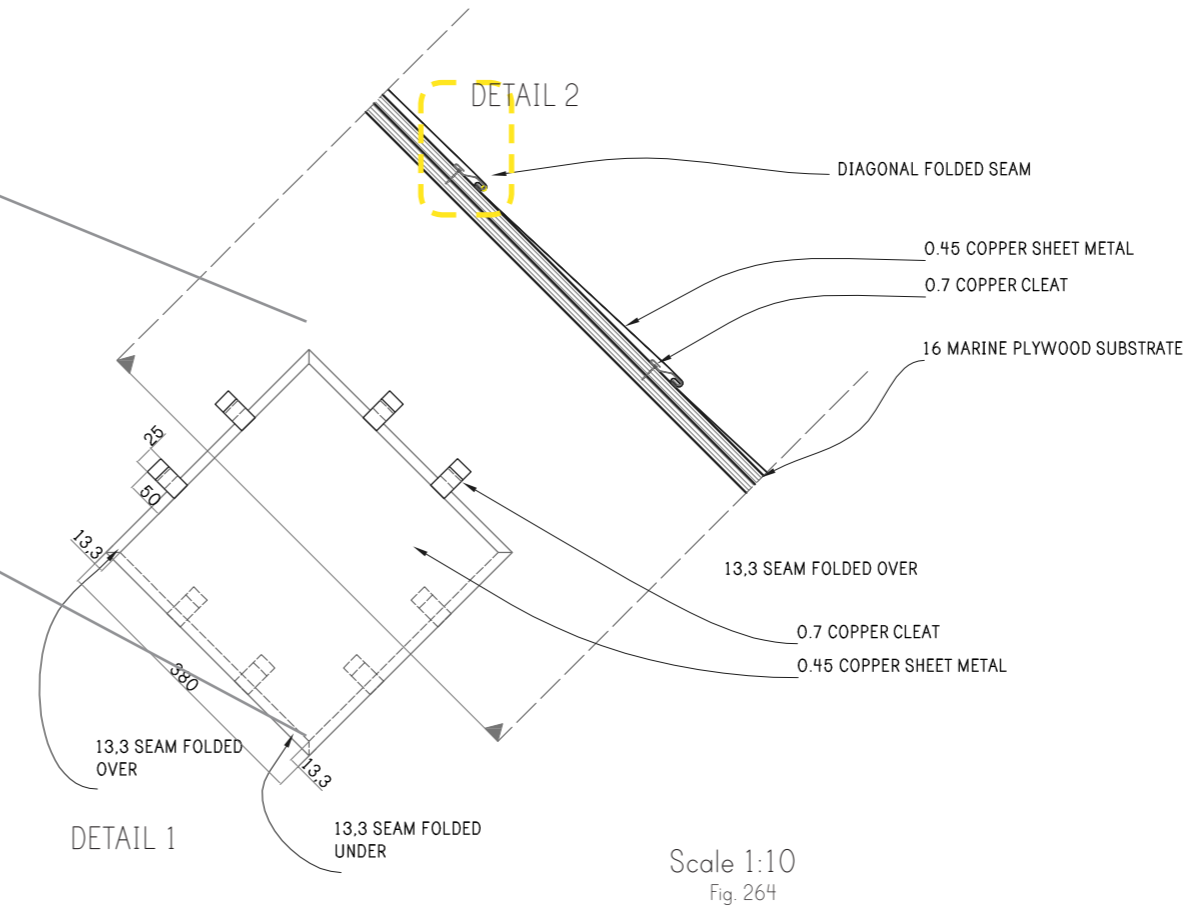 DETAIL 2
DIAGONAL FOLDED SEAM
0.45 COPPER SHEET METAL
0.7 COPPER CLEAT
16 MARINE PLYWOOD SUBSTRATE
25
50
13,3
13,3 SEAM FOLDED OVER
0.7 COPPER CLEAT
0.45 COPPER SHEET METAL
380
13,3 SEAM FOLDED
OVER
13,3
DETAIL 1
13,3 SEAM FOLDED
UNDER
Scale 1:10
Fig. 264